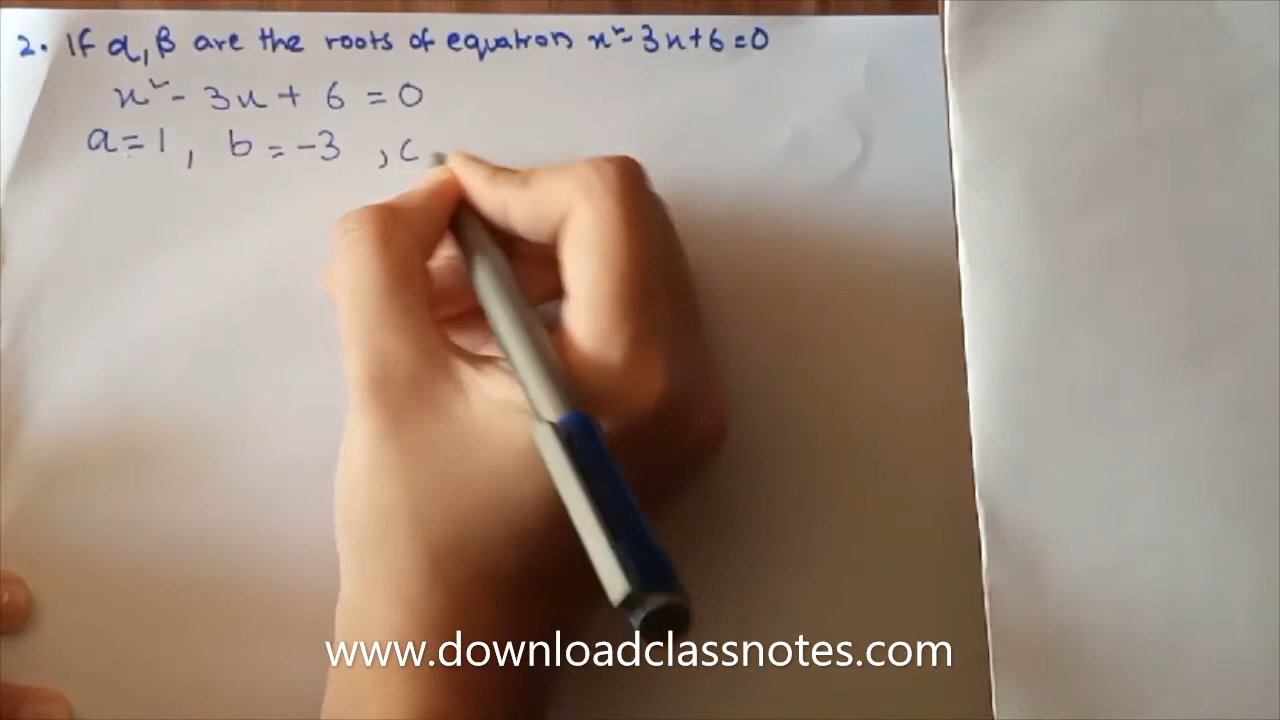 2. If α, β are the roots of equation x² - 3x + 6 = 0
x² - 3x + 6 = 0
a = 1, b = -3, c
www.downloadclassnotes.com